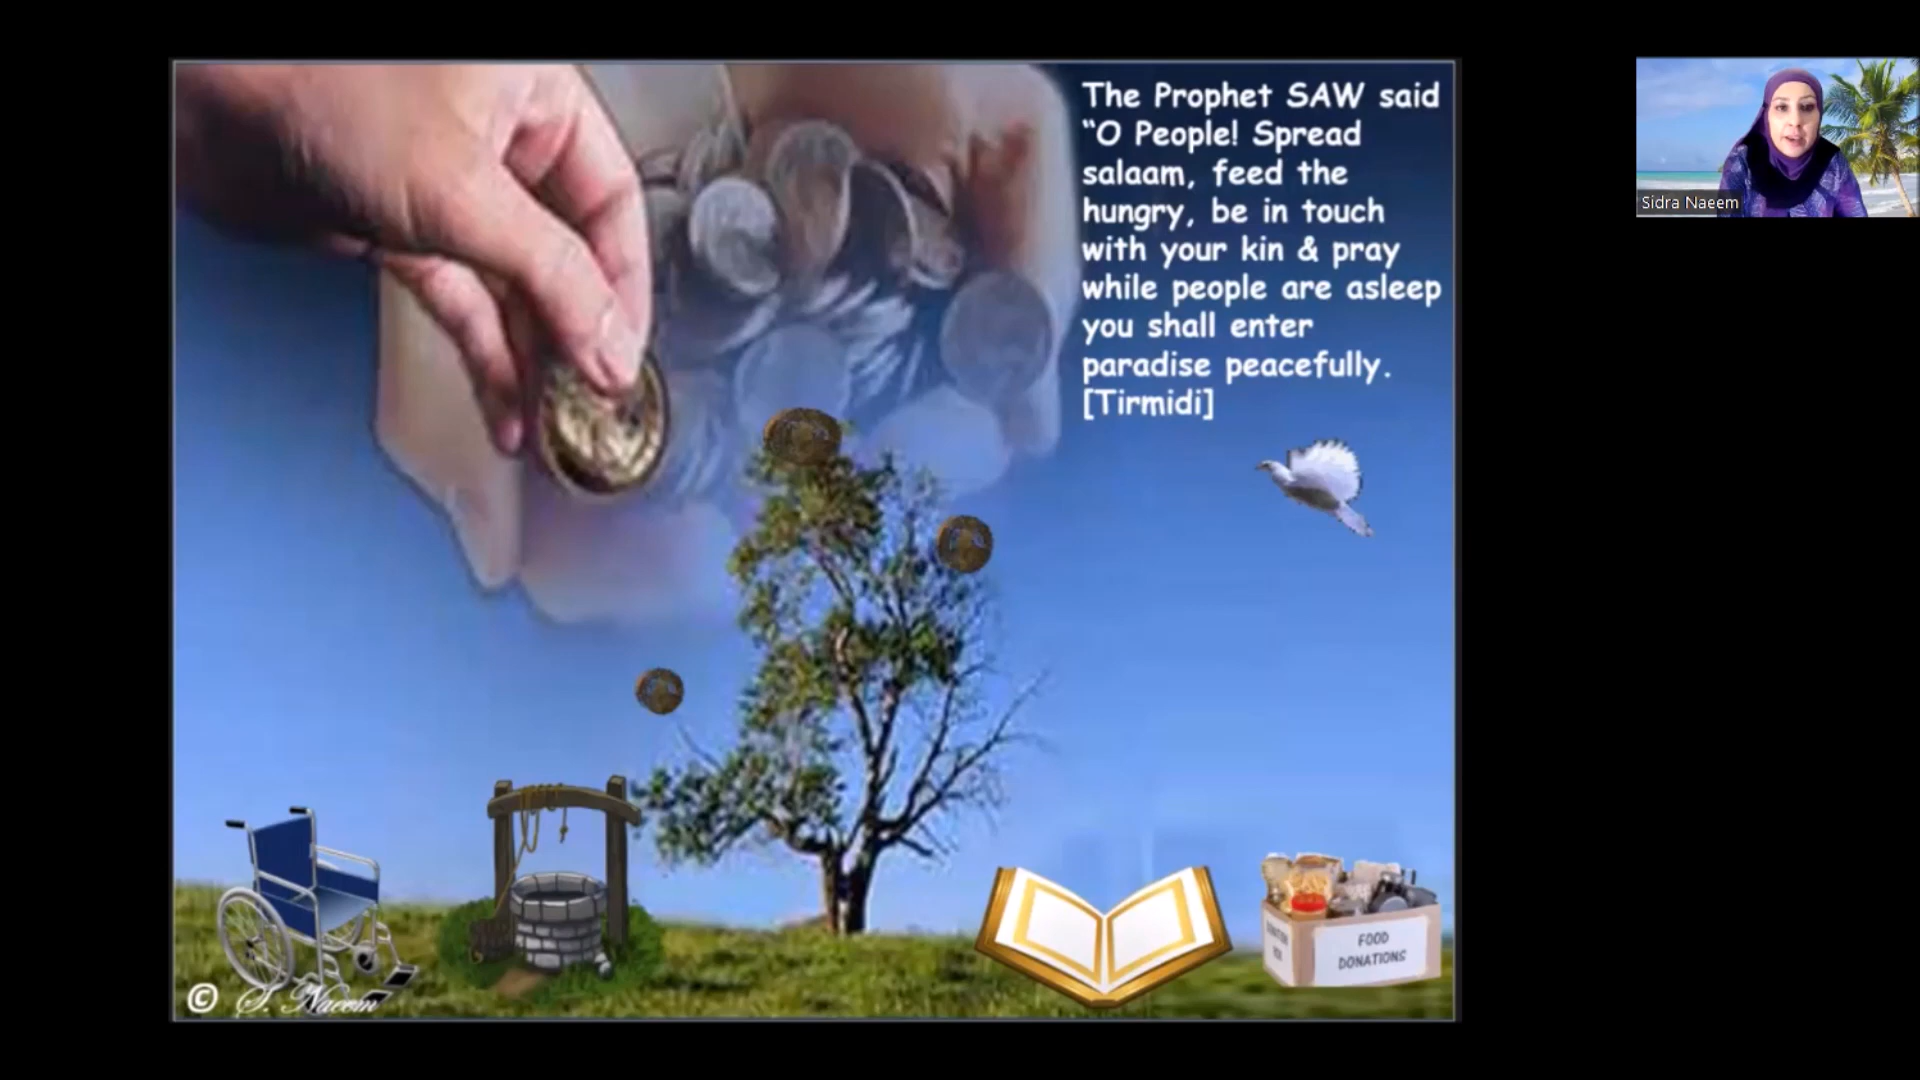 The Prophet SAW said
“O People! Spread
salaam, feed the
hungry, be in touch
with your kin & pray
while people are asleep
you shall enter
paradise peacefully.
[Tirmidi]
Sidra Naeem
FOOD
DONATIONS
© S. Naeem